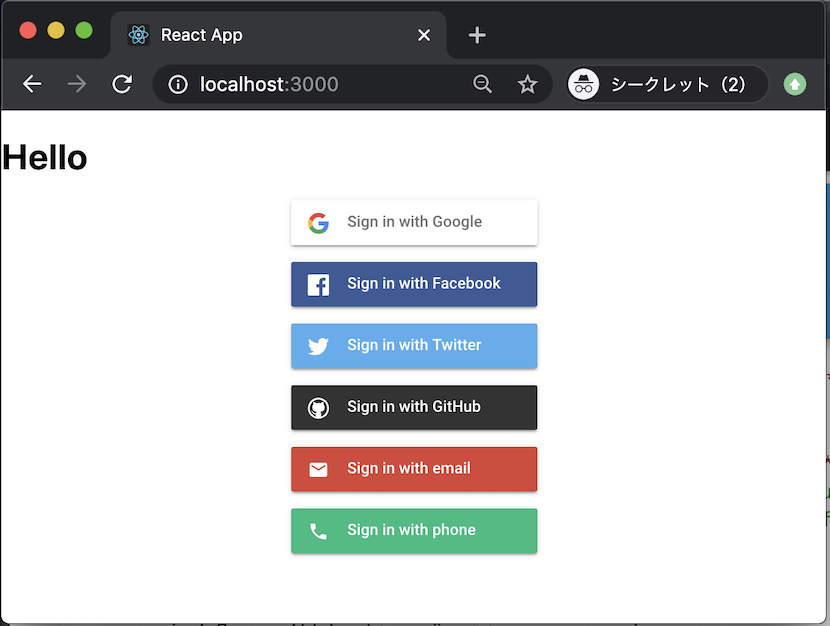 React App
localhost:3000
シークレット（2）
Hello
Sign in with Google
Sign in with Facebook
Sign in with Twitter
Sign in with GitHub
Sign in with email
Sign in with phone